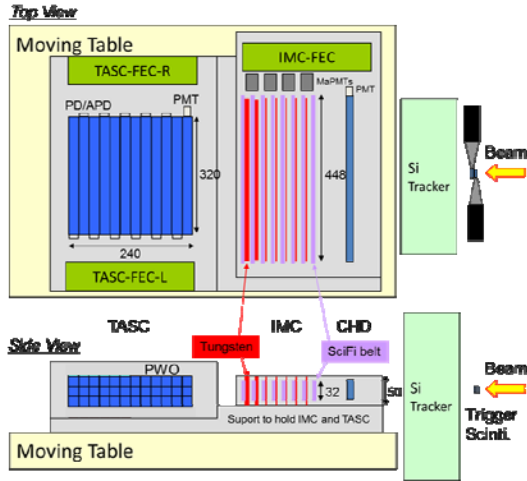 Top View
Moving Table
TASC-FEC-R
IMC-FEC
MaPMTs
PD/APD
PMT
PMT
320
448
Si
Tracker
Beam
240
TASC-FEC-L
TASC
IMC
CHD
Side View
Tungsten
SciFi belt
PWO
32
50
Si
Tracker
Beam
Trigger
Scinti.
Suport to hold IMC and TASC
Moving Table